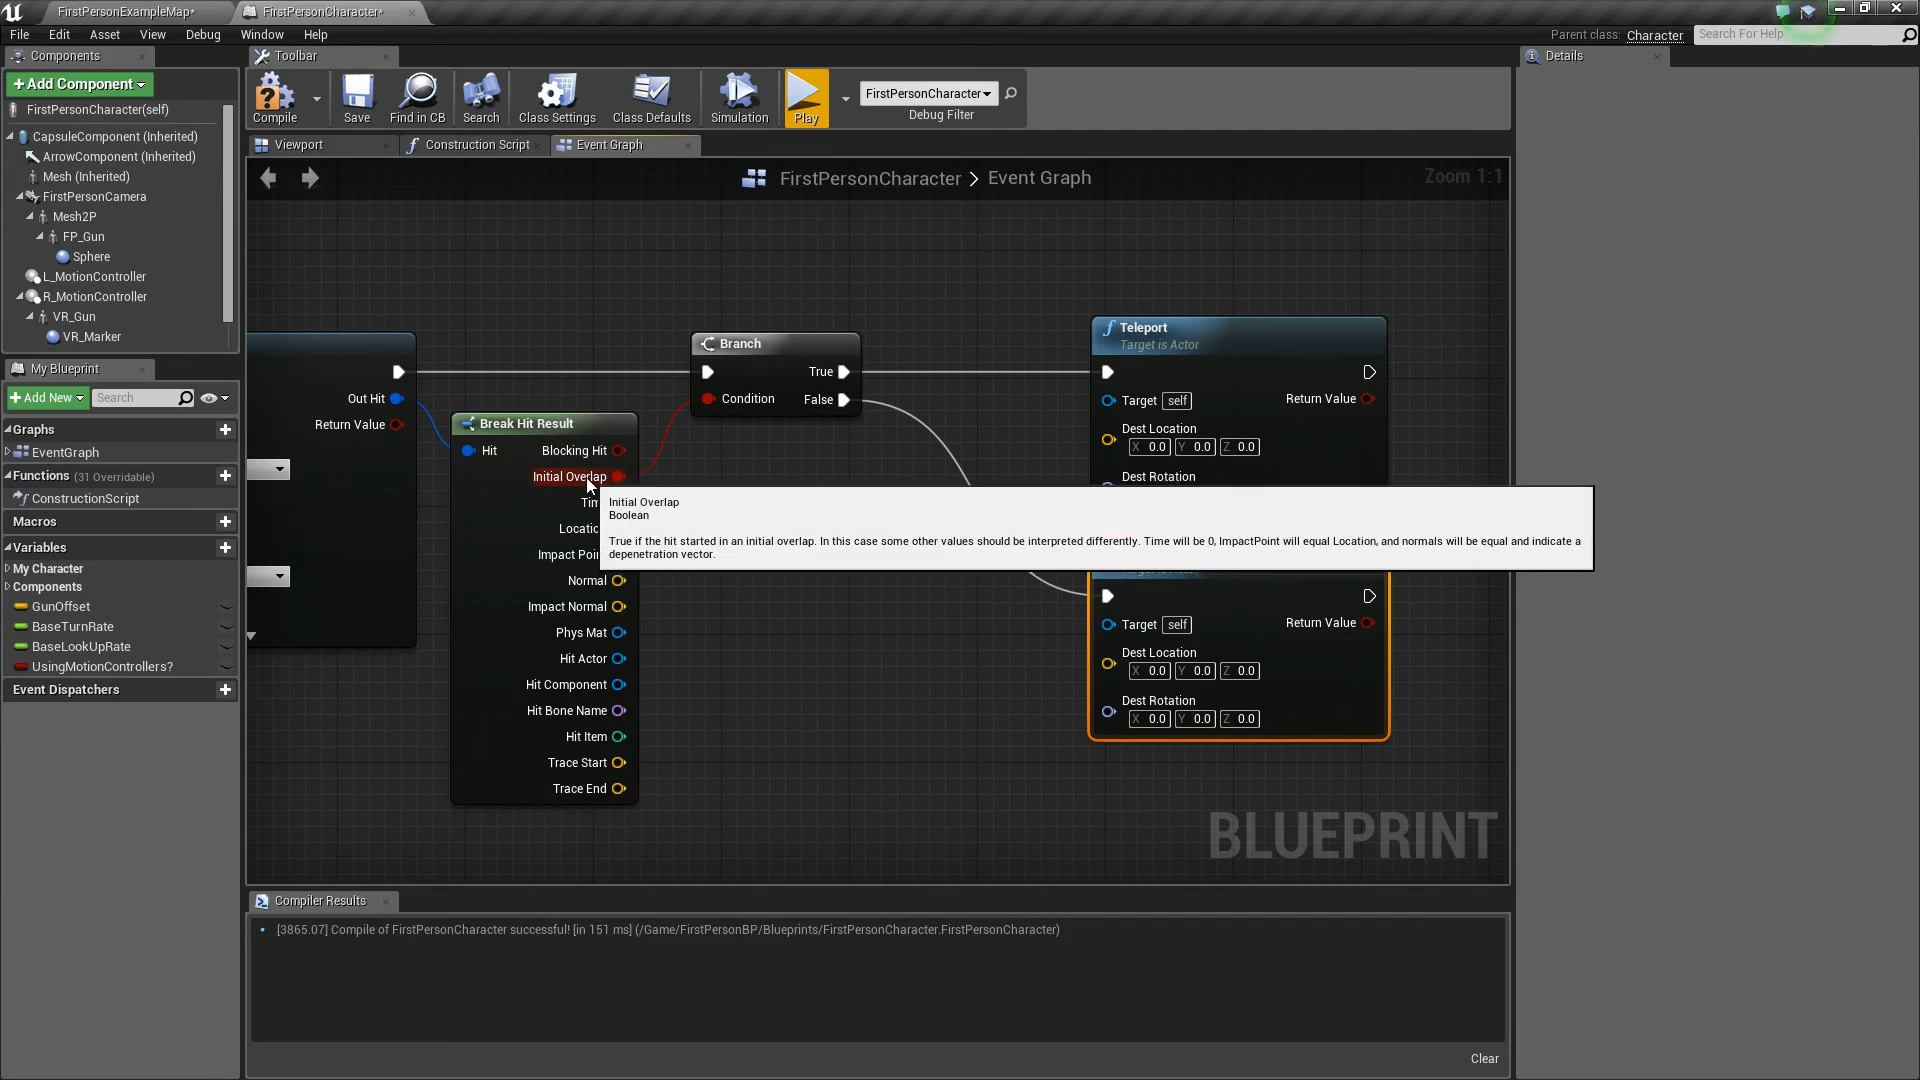 FirstPersonExampleMap*
FirstPersonCharacter*
File Edit Asset View Debug Window Help
Parent class: Character
Search For Help
Components
Toolbar
Details
+Add Component
FirstPersonCharacter(self)
CapsuleComponent (Inherited)
ArrowComponent (Inherited)
Mesh (Inherited)
FirstPersonCamera
Mesh2P
FP_Gun
Sphere
L_MotionController
R_MotionController
VR_Gun
VR_Marker
Compile
Save
Find in CB
Search
Class Settings
Class Defaults
Simulation
Play
FirstPersonCharacter
Debug Filter
Viewport
Construction Script
Event Graph
FirstPersonCharacter > Event Graph
Zoom 1:1
My Blueprint
+Add New
Search
Graphs
EventGraph
Functions (31 Overridable)
ConstructionScript
Macros
Variables
My Character
Components
GunOffset
BaseTurnRate
BaseLookUpRate
UsingMotionControllers?
Event Dispatchers
Out Hit
Return Value
Break Hit Result
Hit
Blocking Hit
Initial Overlap
Tim
Locatio
Impact Poi
Normal
Impact Normal
Phys Mat
Hit Actor
Hit Component
Hit Bone Name
Hit Item
Trace Start
Trace End
Branch
True
Condition
False
Teleport
Target is Actor
Target self
Return Value
Dest Location
X 0.0 Y 0.0 Z 0.0
Dest Rotation
Initial Overlap
Boolean
True if the hit started in an initial overlap. In this case some other values should be interpreted differently. Time will be 0, ImpactPoint will equal Location, and normals will be equal and indicate a
depenetration vector.
Target self
Return Value
Dest Location
X 0.0 Y 0.0 Z 0.0
Dest Rotation
X 0.0 Y 0.0 Z 0.0
BLUEPRINT
Compiler Results
[3865.07] Compile of FirstPersonCharacter successful! [in 151 ms] (/Game/FirstPersonBP/Blueprints/FirstPersonCharacter.FirstPersonCharacter)
Clear